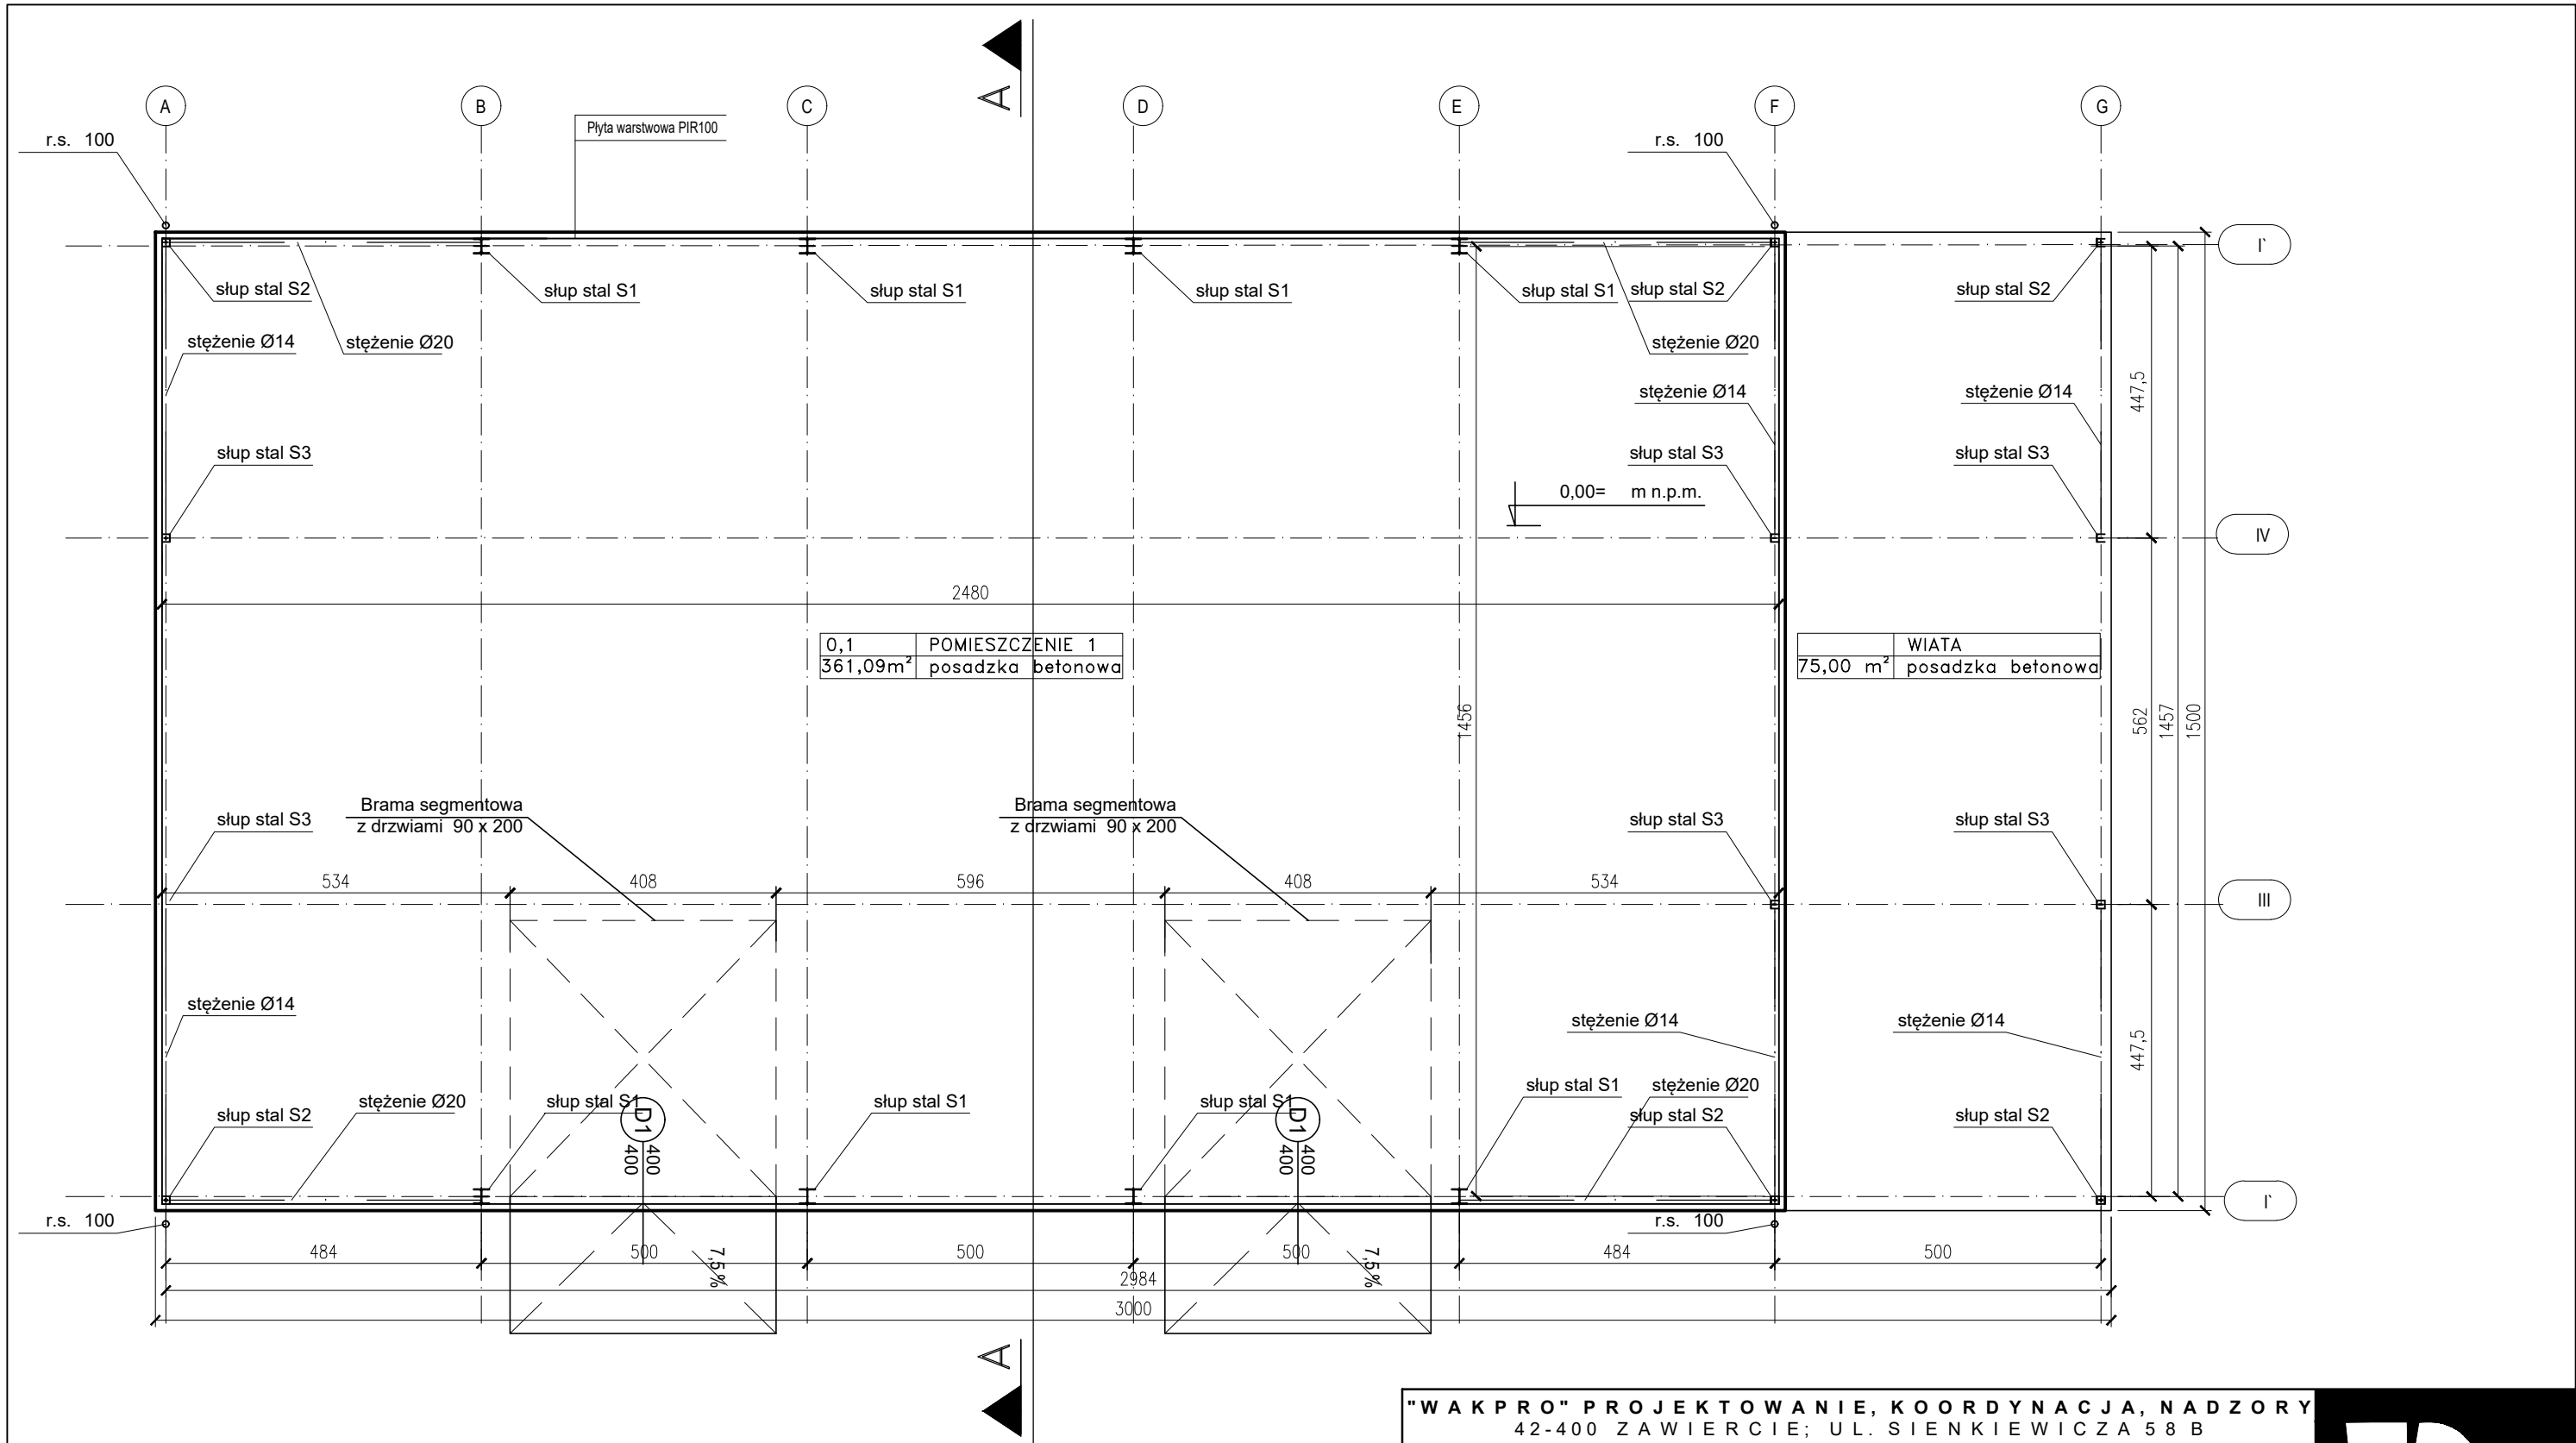 A
A B C D E F G
Płyta warstwowa PIR100
r.s. 100
r.s. 100
I`
słup stal S2
słup stal S1
słup stal S1
słup stal S1
słup stal S1
słup stal S2
słup stal S2
stężenie Ø14
stężenie Ø20
stężenie Ø20
stężenie Ø14
stężenie Ø14
447,5
słup stal S3
słup stal S3
słup stal S3
0,00= m n.p.m.
IV
2480
0,1 POMIESZCZENIE 1
361,09m² posadzka betonowa
WIATA
75,00 m² posadzka betonowa
1456
562
1457
1500
Brama segmentowa
z drzwiami 90 x 200
Brama segmentowa
z drzwiami 90 x 200
słup stal S3
słup stal S3
słup stal S3
534 408 596 408 534
III
stężenie Ø14
stężenie Ø14
stężenie Ø14
447,5
słup stal S2
stężenie Ø20
słup stal S1
słup stal S1
słup stal S1
słup stal S1
stężenie Ø20
słup stal S2
słup stal S2
D1
400
400
D1
400
400
I`
r.s. 100
r.s. 100
484 500 500 500 484 500
7,5%
7,5%
2984
3000
A
"WAKPRO" PROJEKTOWANIE, KOORDYNACJA, NADZORY
42-400 ZAWIERCIE; UL. SIENKIEWICZA 58 B